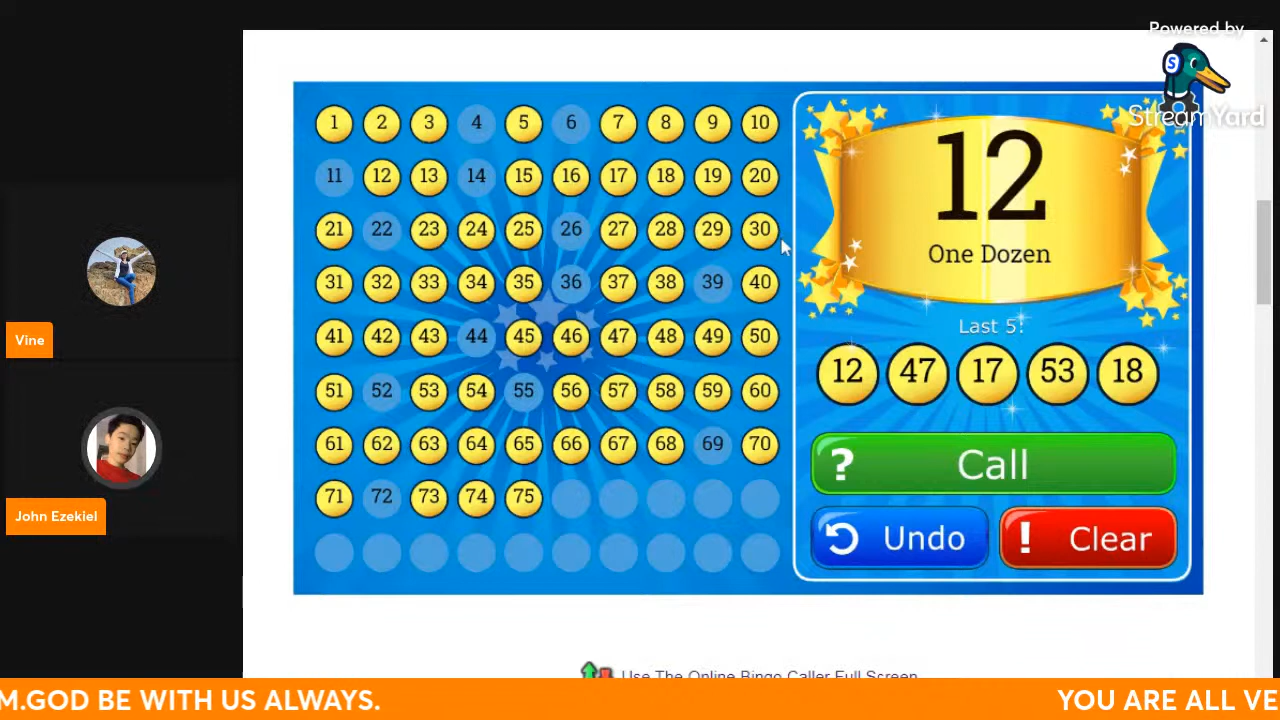 Powered by
StreamYard
1 2 3 4 5 6 7 8 9 10
11 12 13 14 15 16 17 18 19 20
21 22 23 24 25 26 27 28 29 30
31 32 33 34 35 36 37 38 39 40
41 42 43 44 45 46 47 48 49 50
51 52 53 54 55 56 57 58 59 60
61 62 63 64 65 66 67 68 69 70
71 72 73 74 75
12
One Dozen
Last 5!
12 47 17 53 18
? Call
Undo
! Clear
Vine
John Ezekiel
Use The Online Bingo Caller Full Screen
M.GOD BE WITH US ALWAYS.
YOU ARE ALL VE